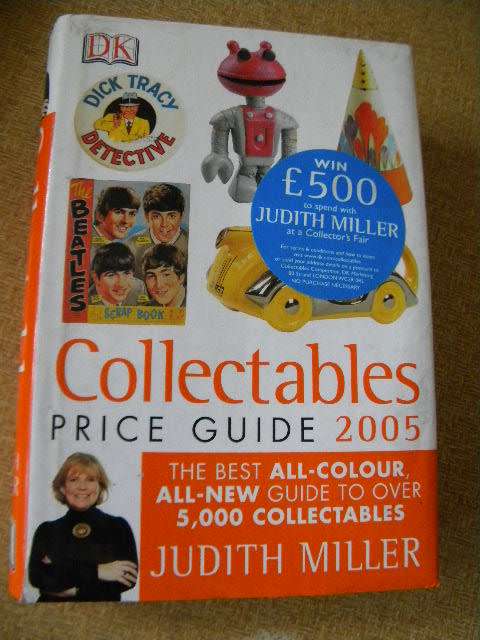 DK
DICK TRACY
DETECTIVE
The
BEATLES
SCRAP BOOK
WIN
£500
to spend with
JUDITH MILLER
at a Collector's Fair
NO PURCHASE NECESSARY
Collectables
PRICE GUIDE 2005
THE BEST ALL-COLOUR,
ALL-NEW GUIDE TO OVER
5,000 COLLECTABLES
JUDITH MILLER